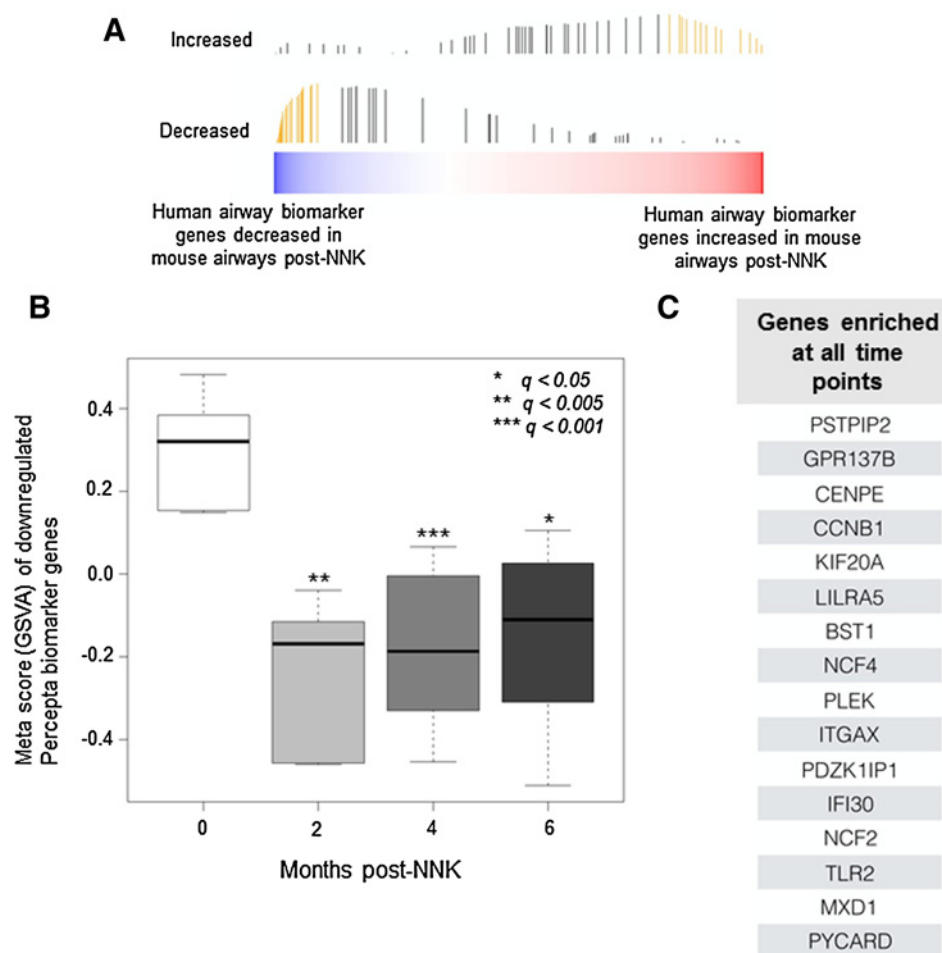 A
Increased
Decreased
Human airway biomarker
genes decreased in
mouse airways post-NNK
Human airway biomarker
genes increased in mouse
airways post-NNK
B
Meta score (GSVA) of downregulated
Percepta biomarker genes
0.4
0.2
0.0
-0.2
-0.4
* q < 0.05
** q < 0.005
*** q < 0.001
**
***
*
0 2 4 6
Months post-NNK
C
Genes enriched
at all time
points
PSTPIP2
GPR137B
CENPE
CCNB1
KIF20A
LILRA5
BST1
NCF4
PLEK
ITGAX
PDZK1IP1
IFI30
NCF2
TLR2
MXD1
PYCARD